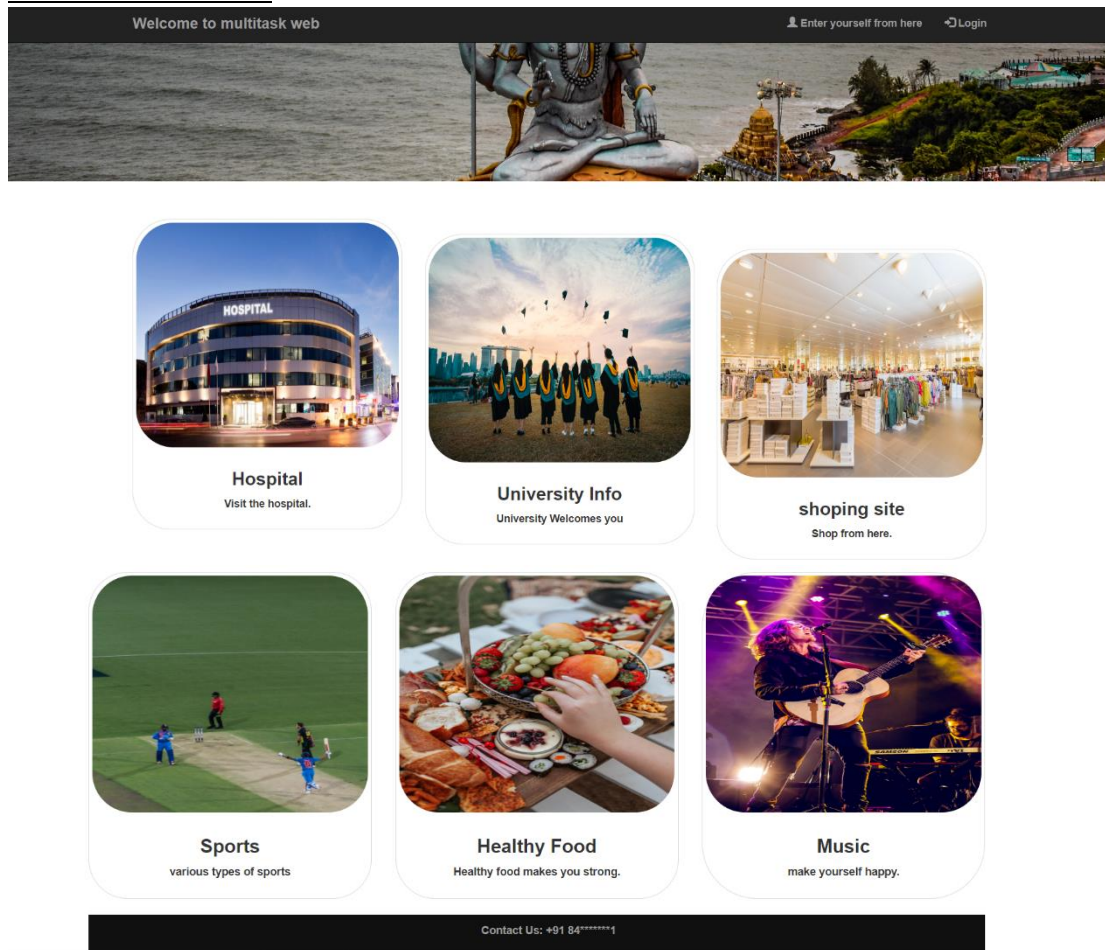 Welcome to multitask web
Enter yourself from here
Login
HOSPITAL
Hospital
Visit the hospital.
University Info
University Welcomes you
shoping site
Shop from here.
SAMSON
Sports
various types of sports
Healthy Food
Healthy food makes you strong.
Music
make yourself happy.
Contact Us: +91 84*******1